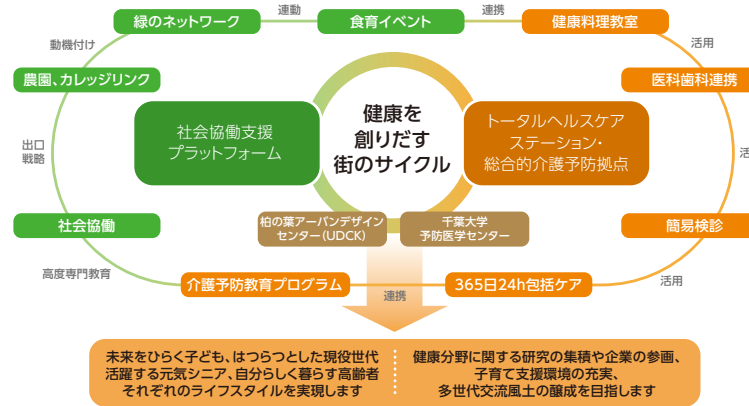 緑のネットワーク
連動
食育イベント
連携
健康料理教室
動機付け
活用
農園、カレッジリンク
医科歯科連携
社会協働支援
プラットフォーム
健康を
創りだす
街のサイクル
トータルヘルスケア
ステーション・
総合的介護予防拠点
出口
戦略
活
社会協働
柏の葉アーバンデザイン
センター(UDCK)
千葉大学
予防医学センター
簡易検診
高度専門教育
介護予防教育プログラム
連携
365日24h包括ケア
活用
未来をひらく子ども、はつらつとした現役世代
活躍する元気シニア、自分らしく暮らす高齢者
それぞれのライフスタイルを実現します
健康分野に関する研究の集積や企業の参画、
子育て支援環境の充実、
多世代交流風土の醸成を目指します